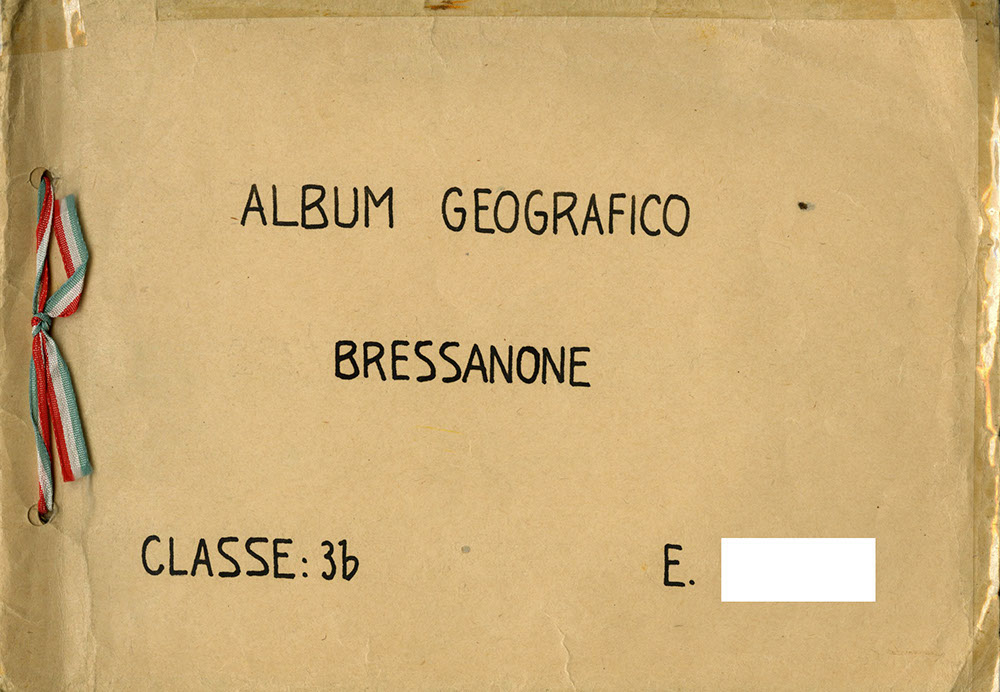 ALBUM GEOGRAFICO
BRESSANONE
CLASSE: 3b E.